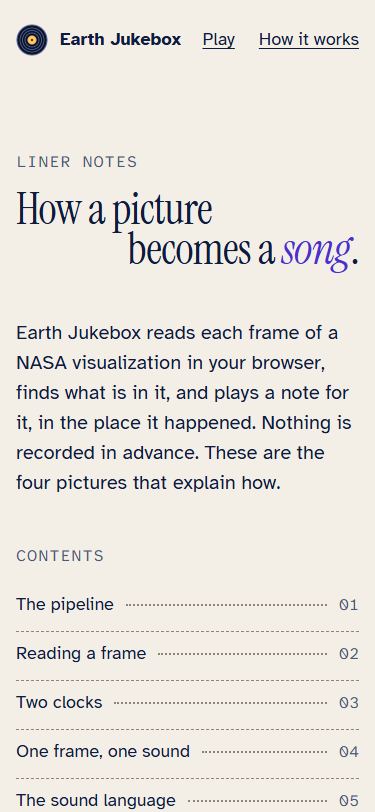 Earth Jukebox Play How it works
LINER NOTES
How a picture
becomes a song.
Earth Jukebox reads each frame of a
NASA visualization in your browser,
finds what is in it, and plays a note for
it, in the place it happened. Nothing is
recorded in advance. These are the
four pictures that explain how.
CONTENTS
The pipeline 01
Reading a frame 02
Two clocks 03
One frame, one sound 04
The sound language 05